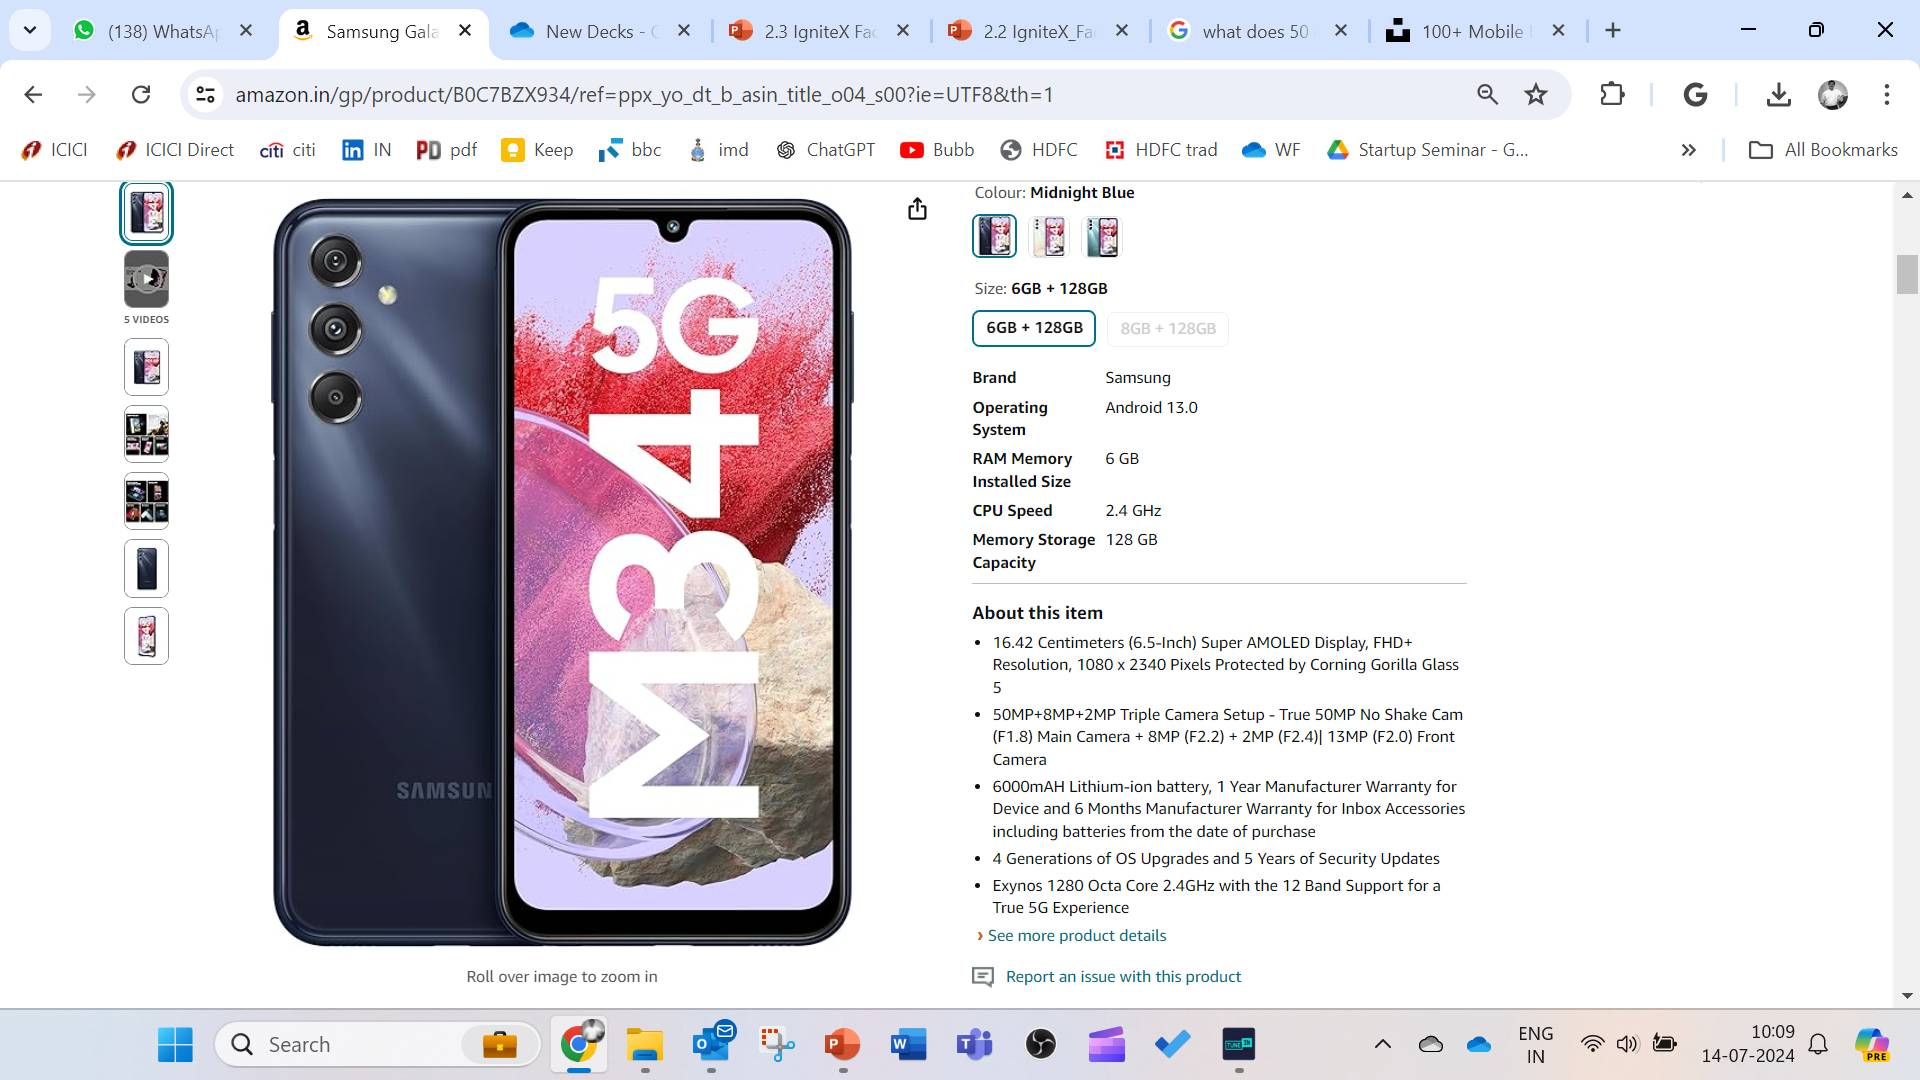 (138) WhatsAp
Samsung Gala
New Decks - O
2.3 IgniteX Fac
2.2 IgniteX_Fa
what does 50
100+ Mobile
amazon.in/gp/product/B0C7BZX934/ref=ppx_yo_dt_b_asin_title_o04_s00?ie=UTF8&th=1
ICICI
ICICI Direct
citi citi
IN
PD pdf
Keep
bbc
imd
ChatGPT
Bubb
HDFC
HDFC trad
WF
Startup Seminar - G...
All Bookmarks
5 VIDEOS
M34 5G
SAMSUN
Roll over image to zoom in
Colour: Midnight Blue
Size: 6GB + 128GB
6GB + 128GB
8GB + 128GB
Brand Samsung
Operating System Android 13.0
RAM Memory Installed Size 6 GB
CPU Speed 2.4 GHz
Memory Storage Capacity 128 GB
About this item
16.42 Centimeters (6.5-Inch) Super AMOLED Display, FHD+
Resolution, 1080 x 2340 Pixels Protected by Corning Gorilla Glass
5
50MP+8MP+2MP Triple Camera Setup - True 50MP No Shake Cam
(F1.8) Main Camera + 8MP (F2.2) + 2MP (F2.4)| 13MP (F2.0) Front
Camera
6000mAH Lithium-ion battery, 1 Year Manufacturer Warranty for
Device and 6 Months Manufacturer Warranty for Inbox Accessories
including batteries from the date of purchase
4 Generations of OS Upgrades and 5 Years of Security Updates
Exynos 1280 Octa Core 2.4GHz with the 12 Band Support for a
True 5G Experience
› See more product details
Report an issue with this product
Search
ENG
IN
10:09
14-07-2024
PRE